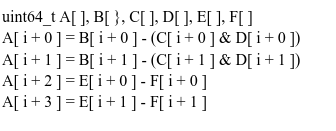 uint64_t A[ ], B[ }, C[ ], D[ ], E[ ], F[ ]
A[ i + 0 ] = B[ i + 0 ] - (C[ i + 0 ] & D[ i + 0 ])
A[ i + 1 ] = B[ i + 1 ] - (C[ i + 1 ] & D[ i + 1 ])
A[ i + 2 ] = E[ i + 0 ] - F[ i + 0 ]
A[ i + 3 ] = E[ i + 1 ] - F[ i + 1 ]